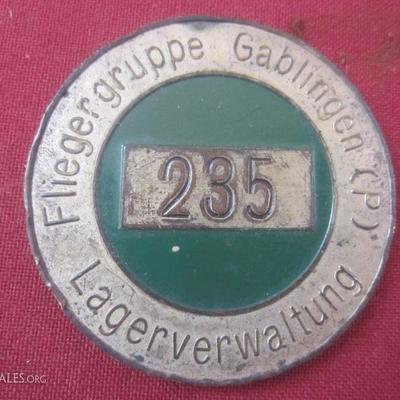 Fliegergruppe Gablingen (P)
235
Lagerverwaltung
ALES.ORG